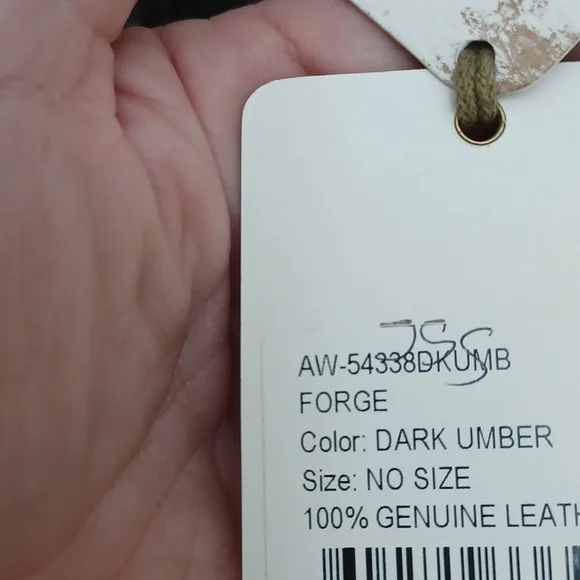 AW-54338DKUMB
FORGE
Color: DARK UMBER
Size: NO SIZE
100% GENUINE LEATH